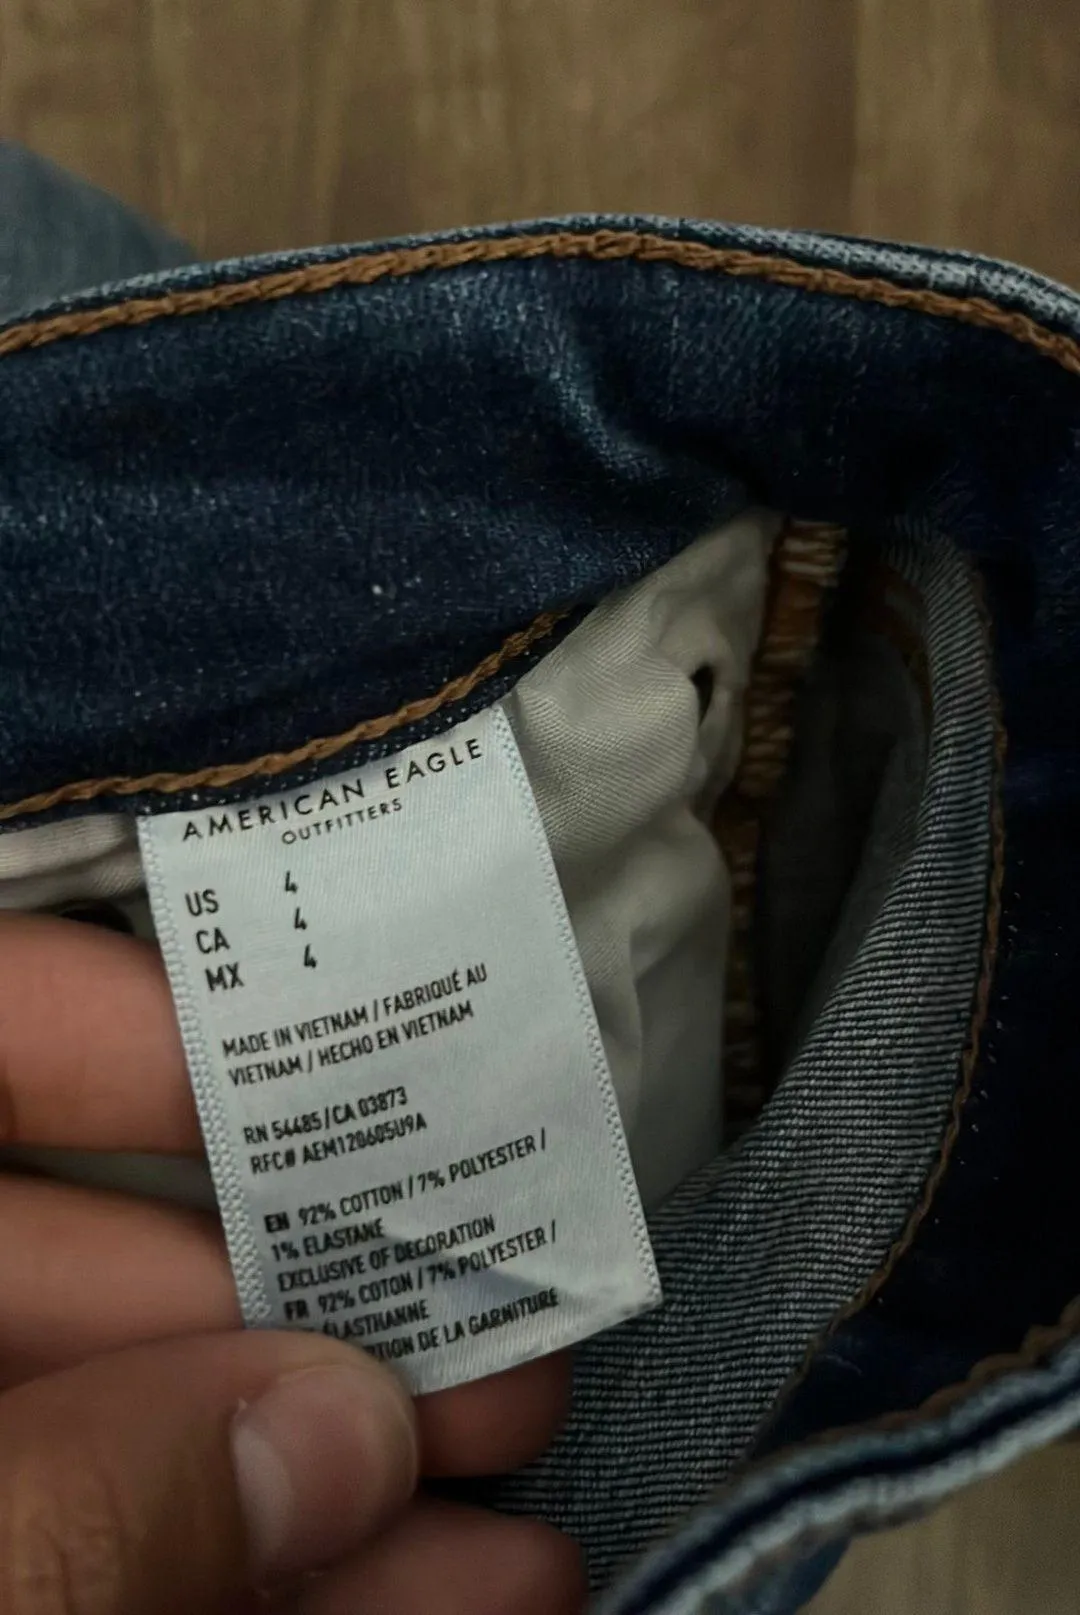 AMERICAN EAGLE
OUTFITTERS
US 4
CA 4
MX 4
MADE IN VIETNAM / FABRIQUÉ AU
VIETNAM / HECHO EN VIETNAM
RN 54485/CA 03873
RFC# AEM120605U9A
EN 92% COTTON / 7% POLYESTER /
1% ELASTANE
EXCLUSIVE OF DECORATION
FR 92% COTON / 7% POLYESTER /
ÉLASTHANNE
DE LA GARNITURE